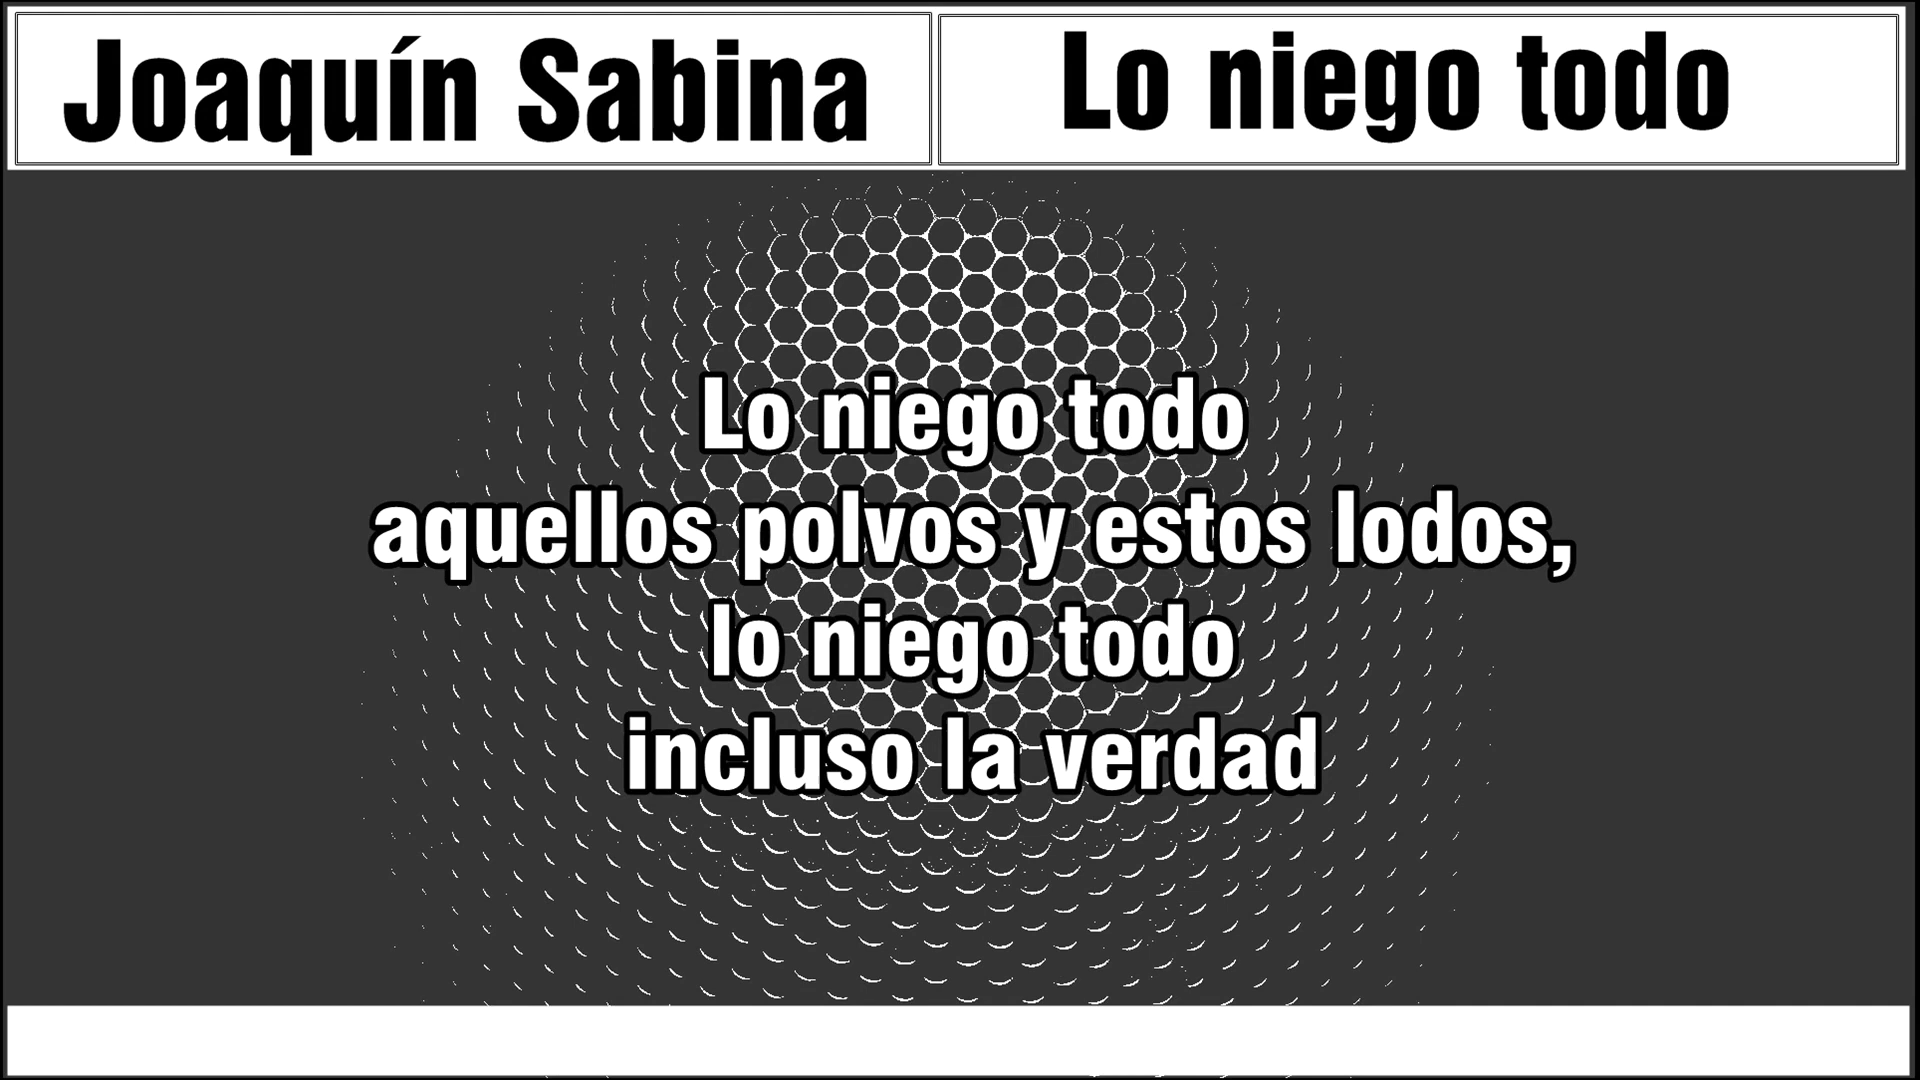 Joaquín Sabina
Lo niego todo
Lo niego todo
aquellos polvos y estos lodos,
lo niego todo
incluso la verdad